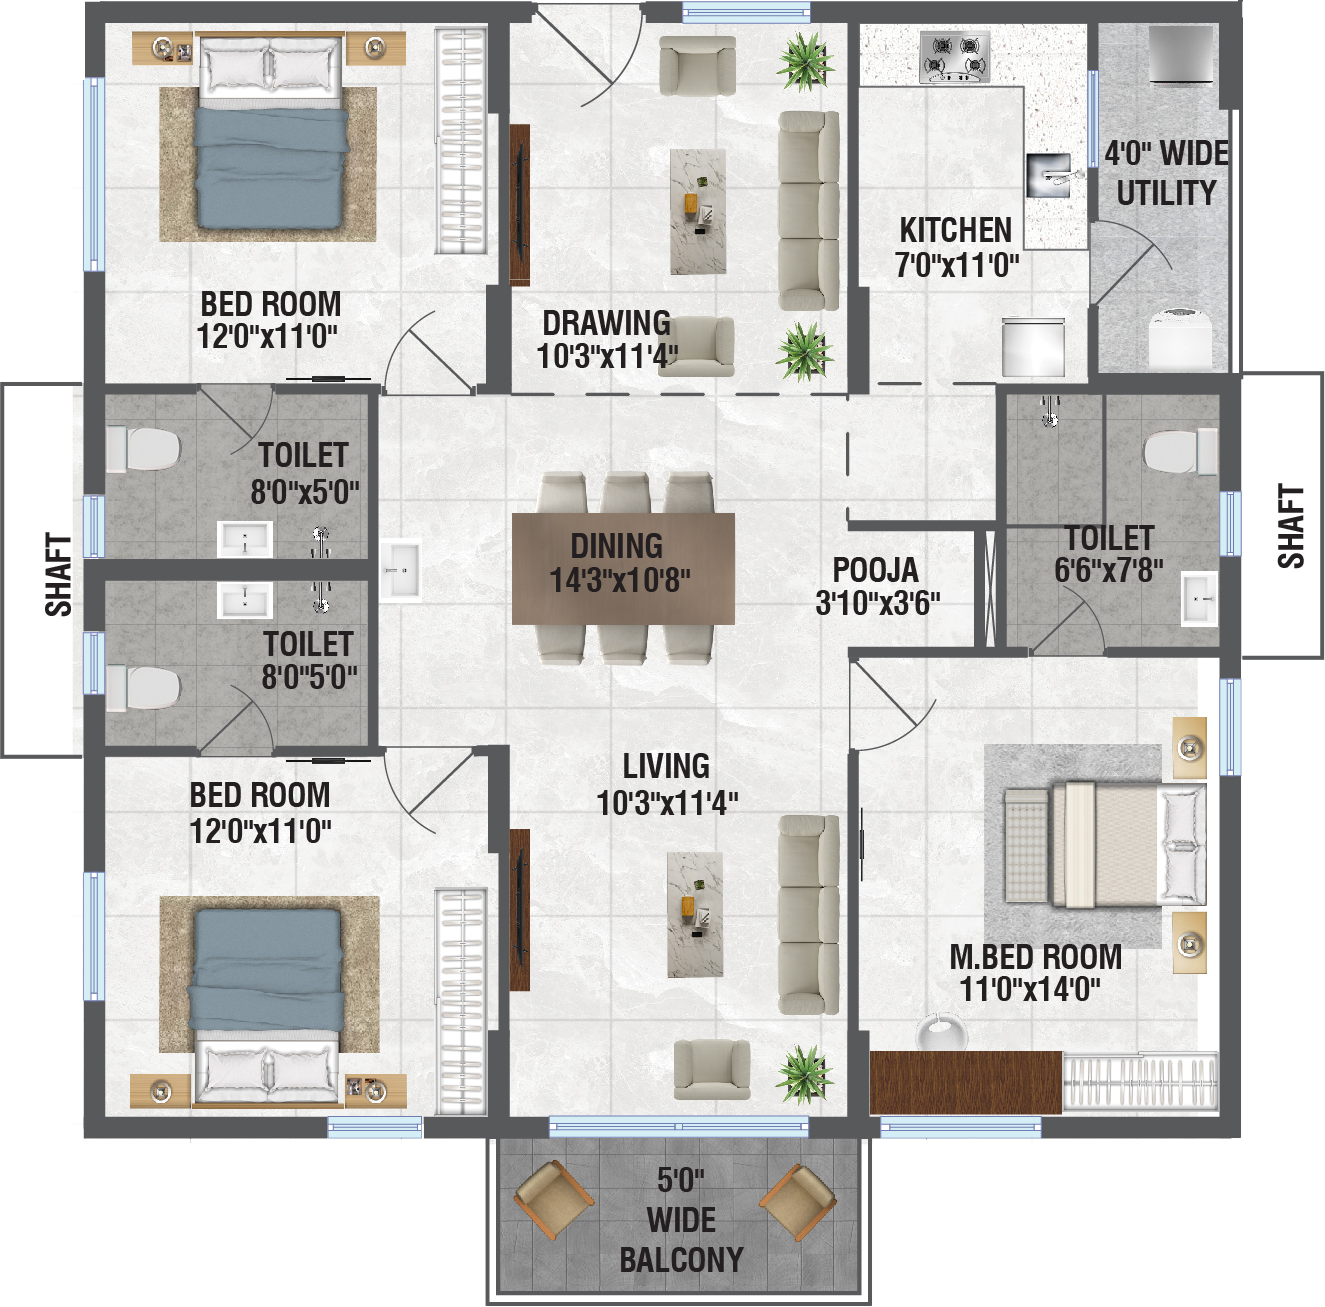 4'0" WIDE
UTILITY
KITCHEN
7'0"x11'0"
BED ROOM
12'0"x11'0"
DRAWING
10'3"x11'4"
TOILET
8'0"x5'0"
SHAFT
DINING
14'3"x10'8"
POOJA
3'10"x3'6"
TOILET
6'6"x7'8"
SHAFT
TOILET
8'0"5'0"
BED ROOM
12'0"x11'0"
LIVING
10'3"x11'4"
M.BED ROOM
11'0"x14'0"
5'0"
WIDE
BALCONY